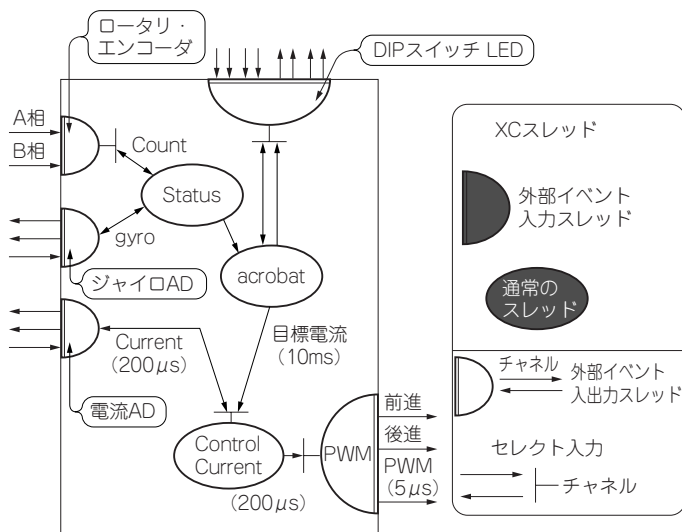 ロータリ・
エンコーダ
DIPスイッチ LED
A相
B相
Count
Status
gyro
ジャイロAD
acrobat
Current
(200μs)
目標電流
(10ms)
電流AD
Control
Current
(200μs)
PWM
前進
後進
PWM
(5μs)
XCスレッド
外部イベント
入力スレッド
通常の
スレッド
チャネル
外部イベント
入出力スレッド
セレクト入力
チャネル